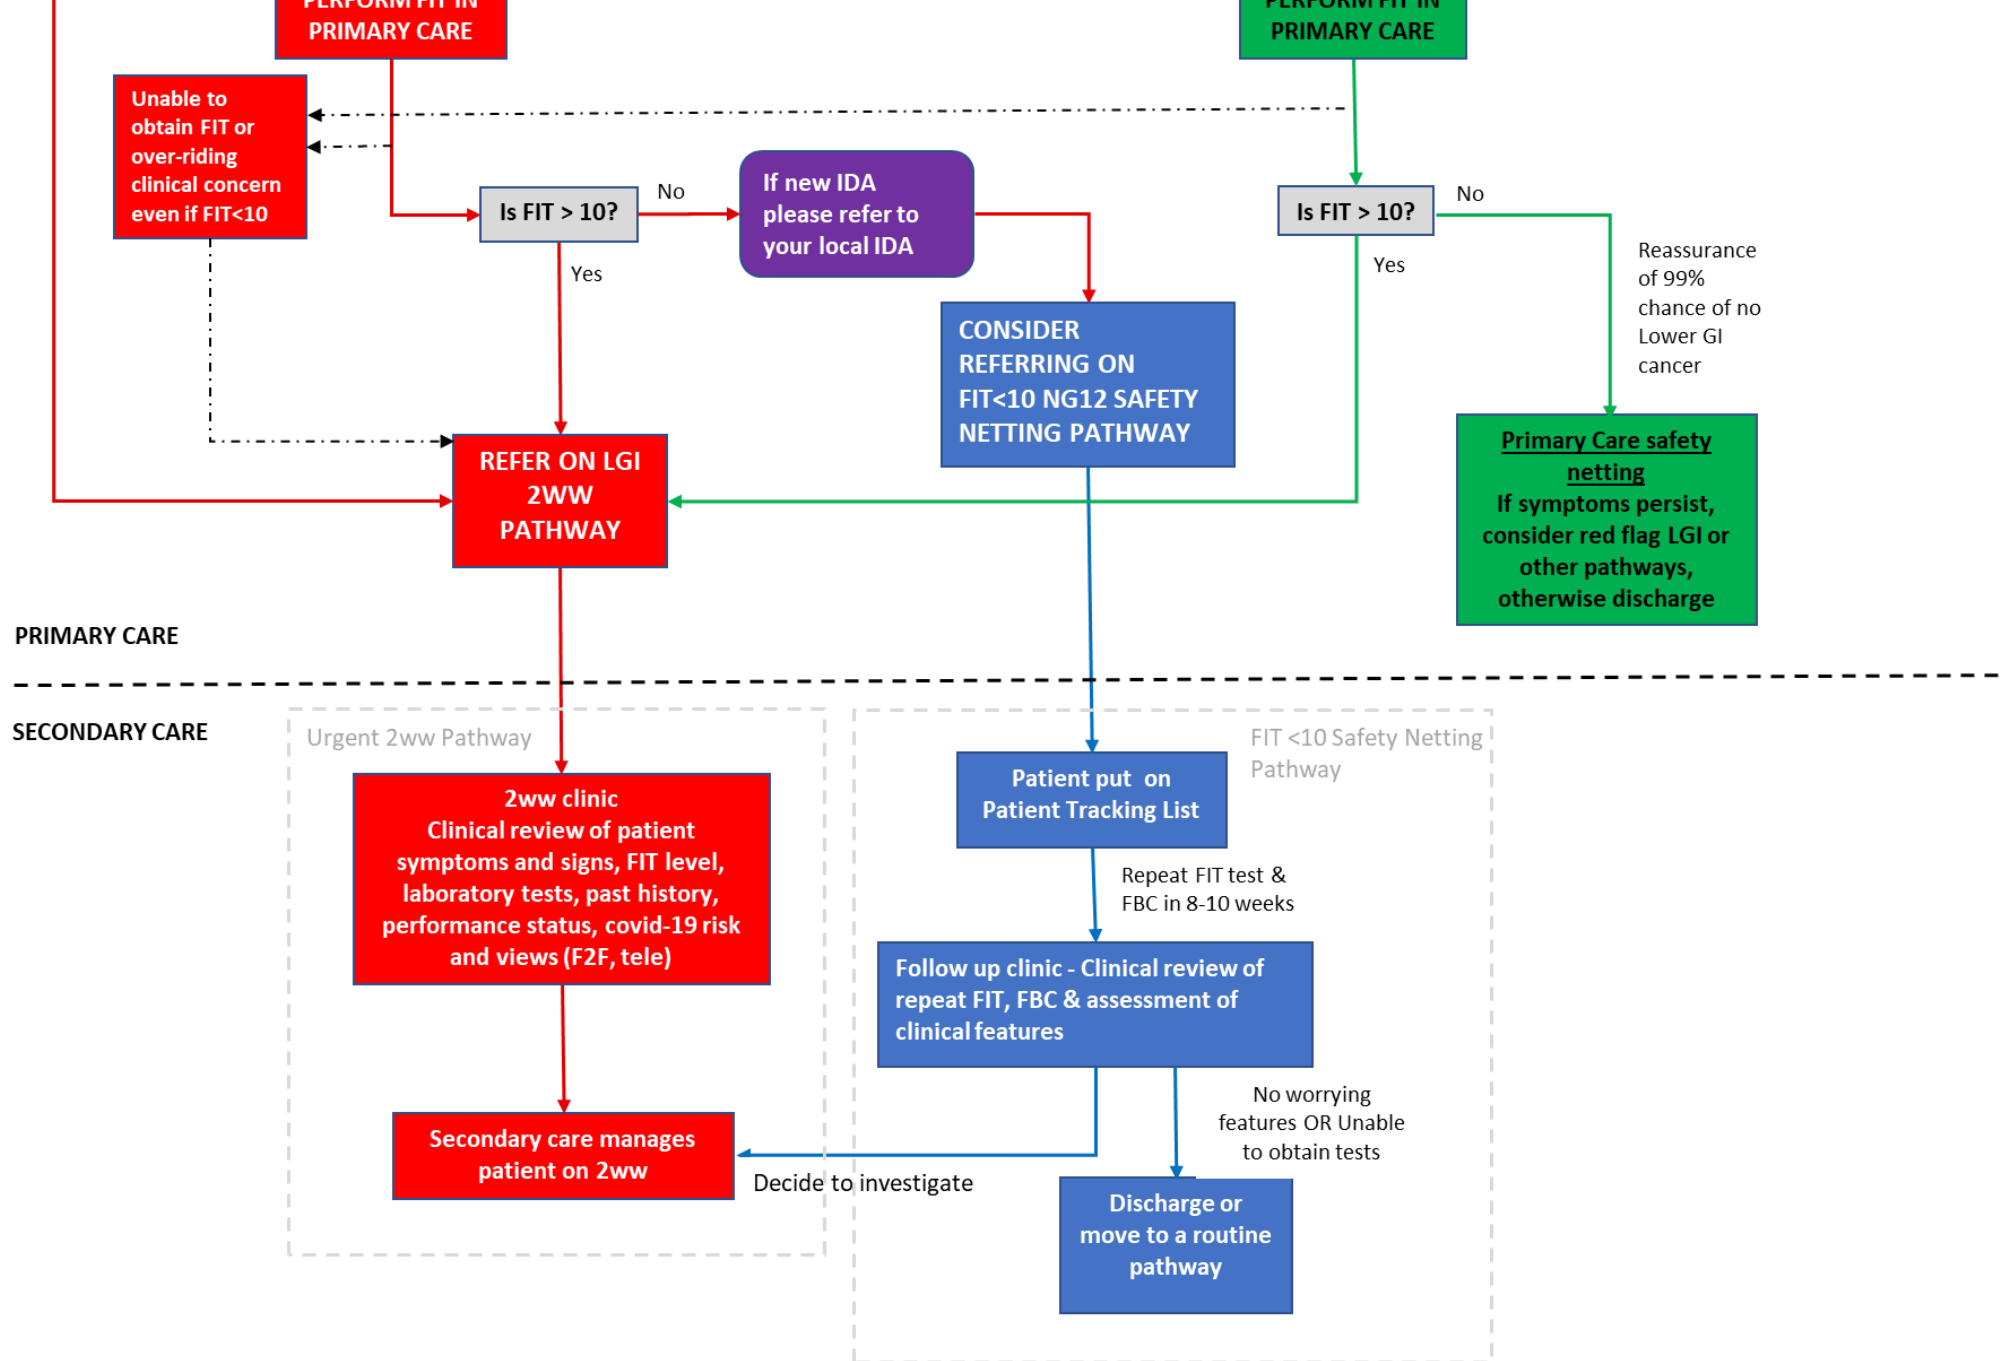 PERFORM FIT IN
PRIMARY CARE
PERFORM FIT IN
PRIMARY CARE
Unable to
obtain FIT or
over-riding
clinical concern
even if FIT<10
Is FIT > 10?
No
If new IDA
please refer to
your local IDA
Is FIT > 10?
No
Yes
Yes
Reassurance
of 99%
chance of no
Lower GI
cancer
CONSIDER
REFERRING ON
FIT<10 NG12 SAFETY
NETTING PATHWAY
REFER ON LGI
2WW
PATHWAY
Primary Care safety
netting
If symptoms persist,
consider red flag LGI or
other pathways,
otherwise discharge
PRIMARY CARE
SECONDARY CARE
Urgent 2ww Pathway
2ww clinic
Clinical review of patient
symptoms and signs, FIT level,
laboratory tests, past history,
performance status, covid-19 risk
and views (F2F, tele)
Secondary care manages
patient on 2ww
FIT <10 Safety Netting
Pathway
Patient put on
Patient Tracking List
Repeat FIT test &
FBC in 8-10 weeks
Follow up clinic - Clinical review of
repeat FIT, FBC & assessment of
clinical features
Decide to investigate
No worrying
features OR Unable
to obtain tests
Discharge or
move to a routine
pathway